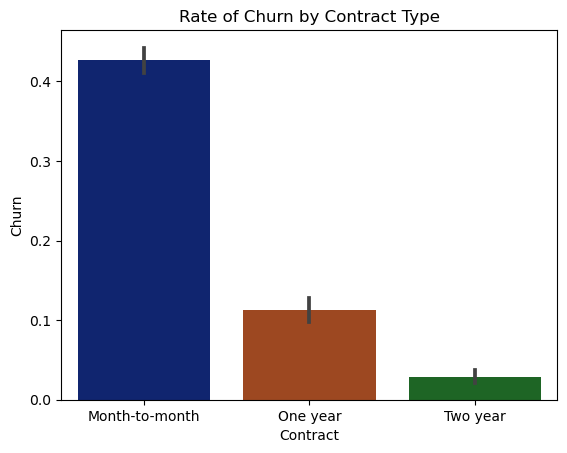 Rate of Churn by Contract Type
Churn
0.4
0.3
0.2
0.1
0.0
Month-to-month
One year
Two year
Contract